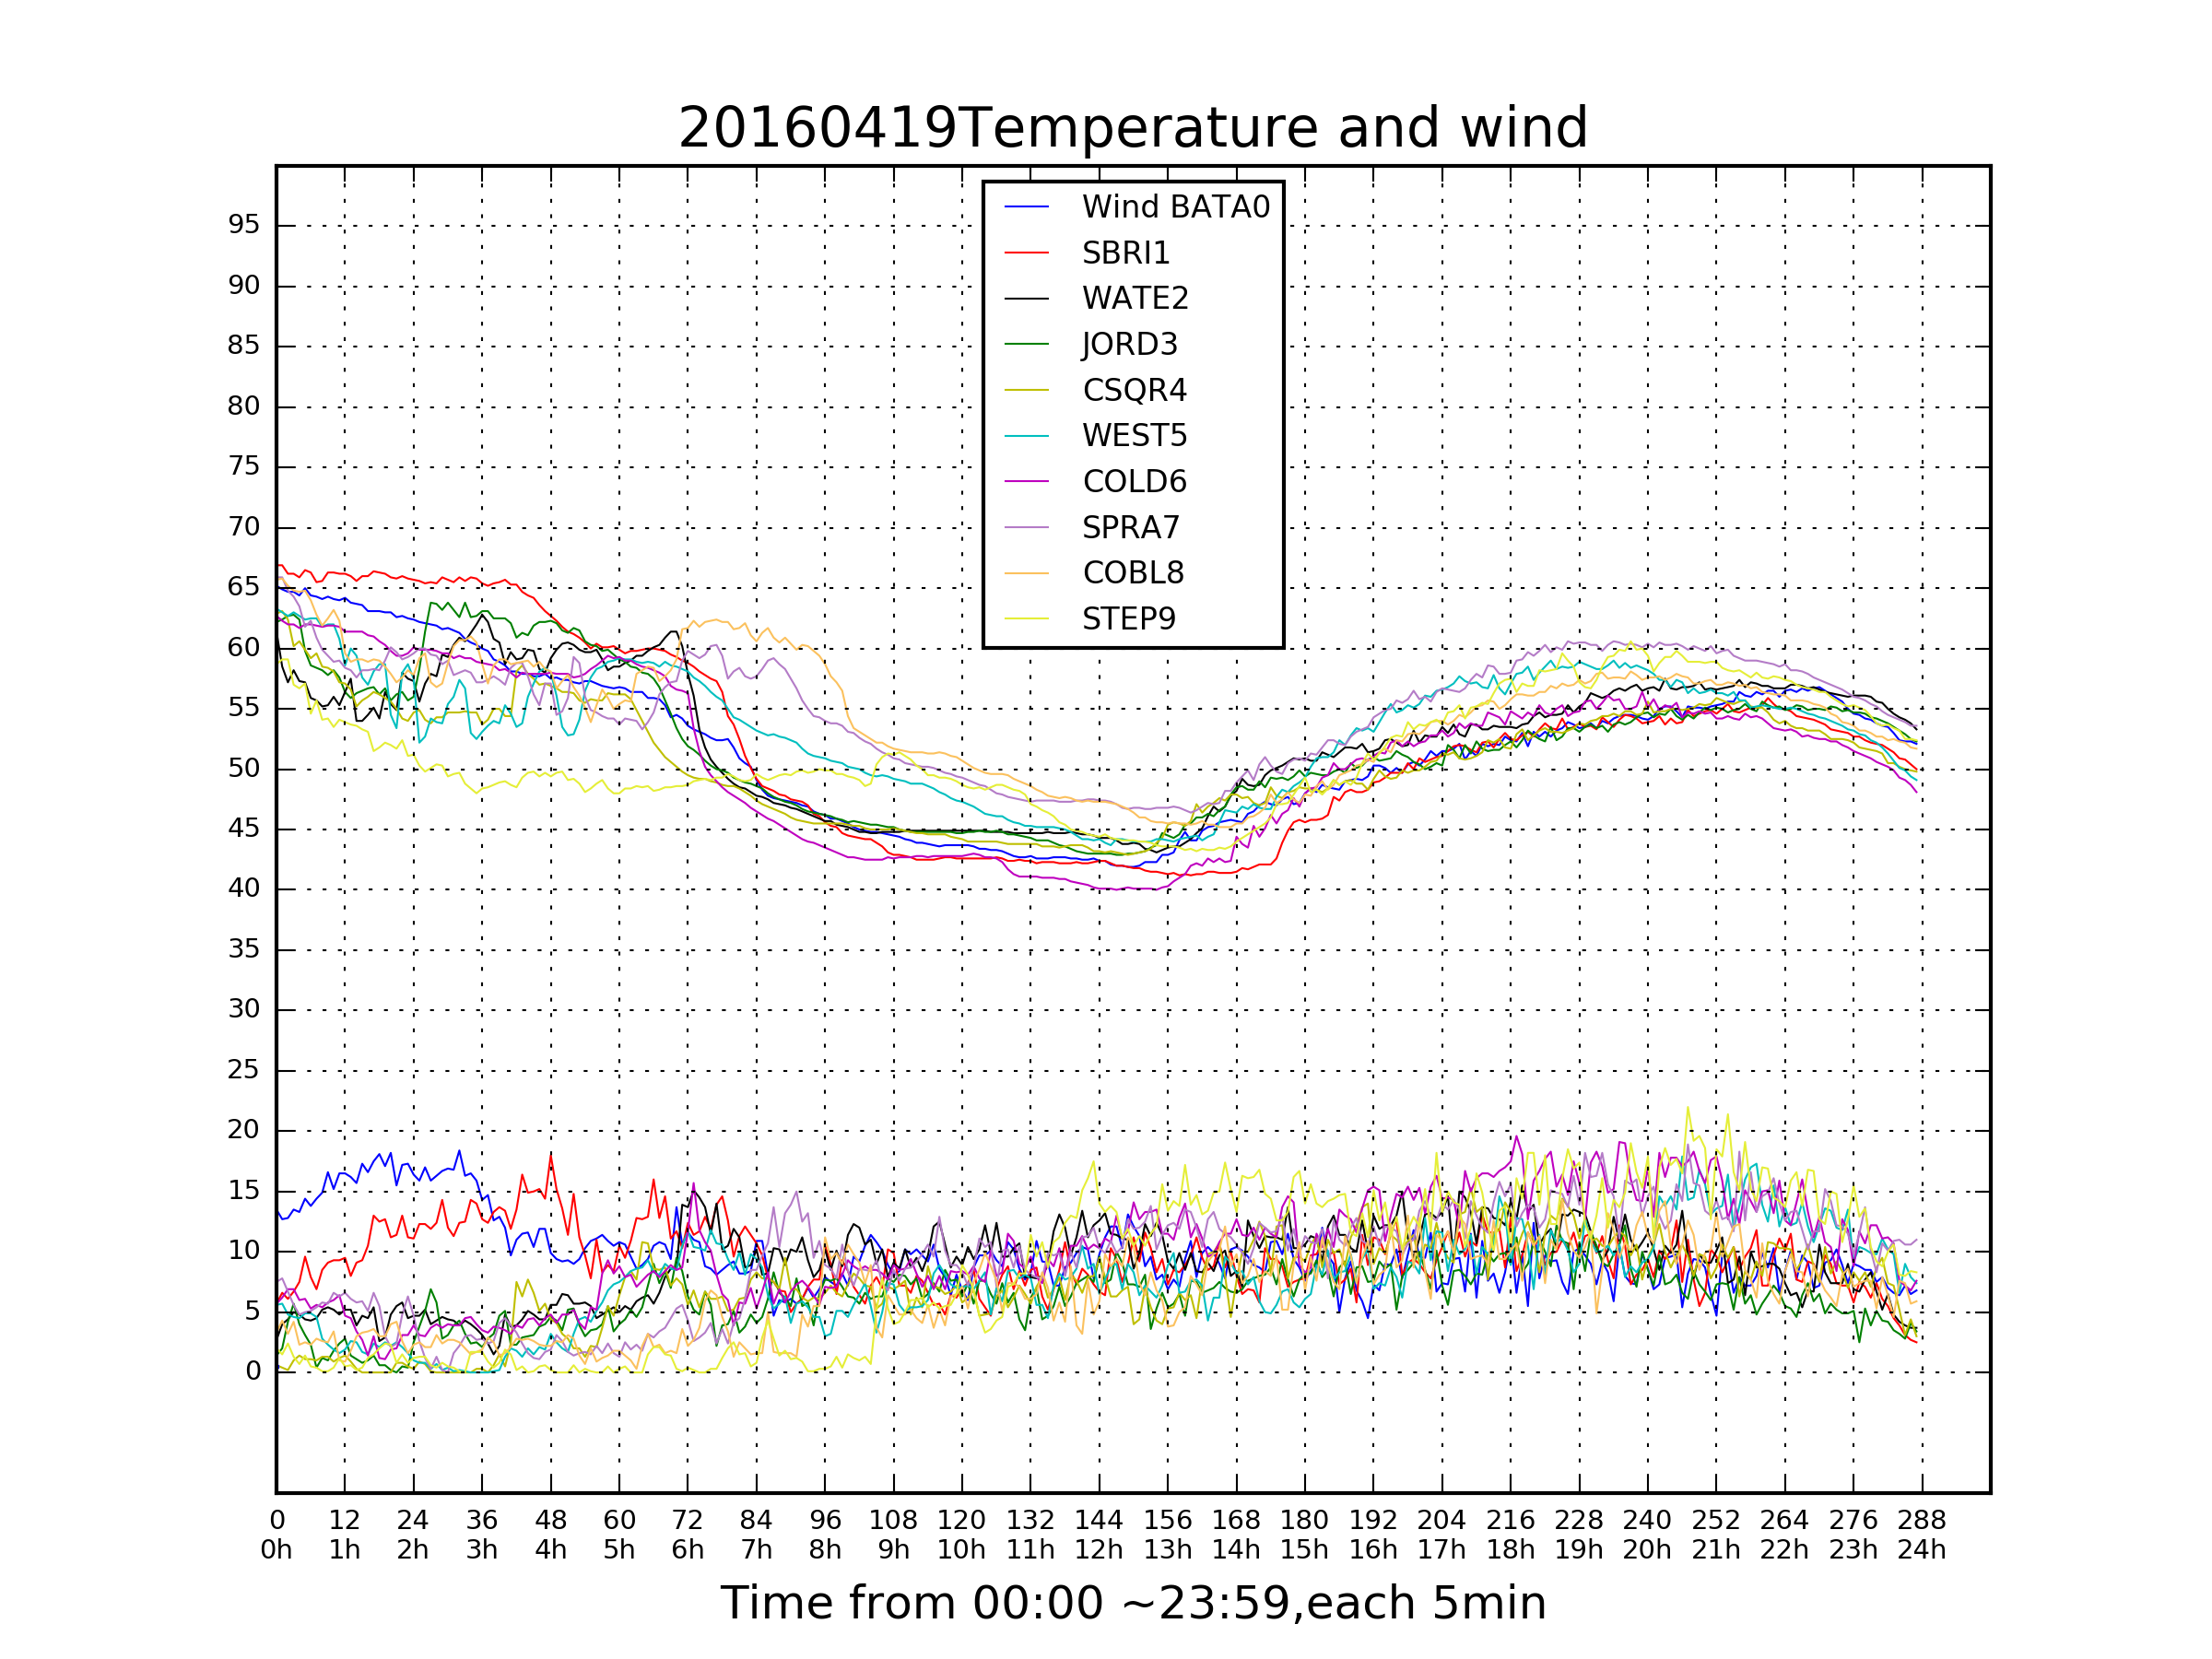 20160419Temperature and wind
Wind BATA0
SBRI1
WATE2
JORD3
CSQR4
WEST5
COLD6
SPRA7
COBL8
STEP9
95
90
85
80
75
70
65
60
55
50
45
40
35
30
25
20
15
10
5
0
0 12 24 36 48 60 72 84 96 108 120 132 144 156 168 180 192 204 216 228 240 252 264 276 288
0h 1h 2h 3h 4h 5h 6h 7h 8h 9h 10h 11h 12h 13h 14h 15h 16h 17h 18h 19h 20h 21h 22h 23h 24h
Time from 00:00 ~23:59,each 5min